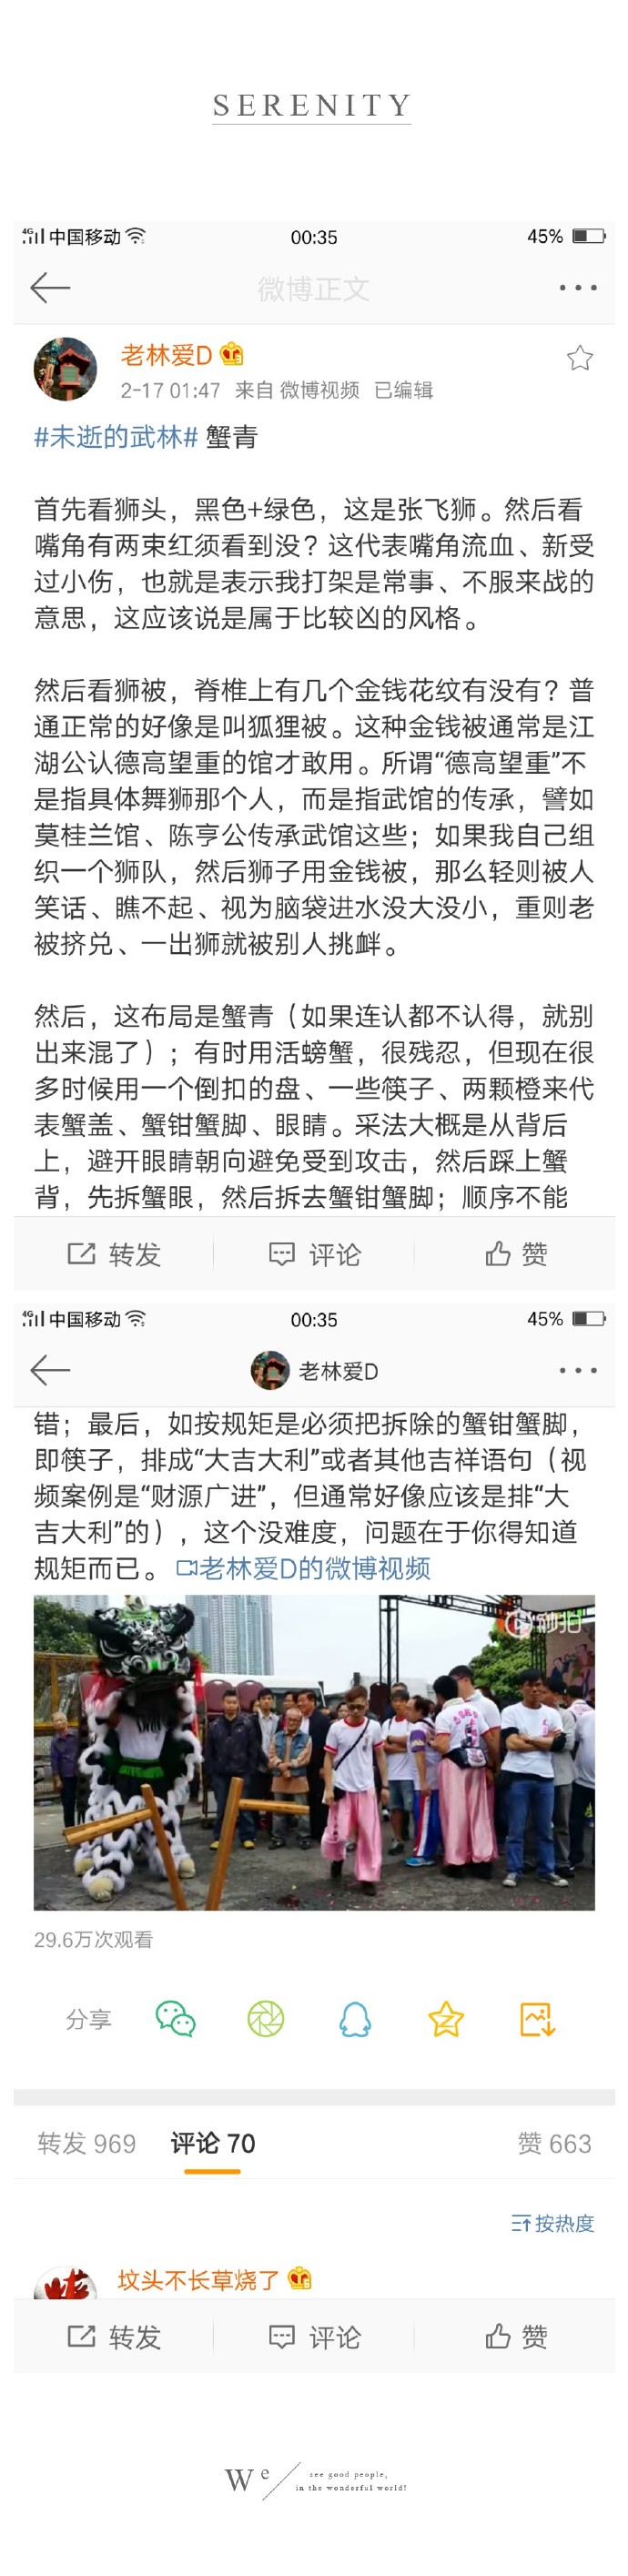 SERENITY
4G 中国移动 00:35 45%
微博正文
老林爱D
2-17 01:47 来自 微博视频 已编辑
#未逝的武林# 蟹青
首先看狮头，黑色+绿色，这是张飞狮。然后看
嘴角有两束红须看到没？这代表嘴角流血、新受
过小伤，也就是表示我打架是常事、不服来战的
意思，这应该说是属于比较凶的风格。
然后看狮被，脊椎上有几个金钱花纹有没有？普
通正常的好像是叫狐狸被。这种金钱被通常是江
湖公认德高望重的馆才敢用。所谓“德高望重”不
是指具体舞狮那个人，而是指武馆的传承，譬如
莫桂兰馆、陈亨公传承武馆这些；如果我自己组
织一个狮队，然后狮子用金钱被，那么轻则被人
笑话、瞧不起、视为脑袋进水没大没小，重则老
被挤兑、一出狮就被别人挑衅。
然后，这布局是蟹青（如果连认都不认得，就别
出来混了）；有时用活螃蟹，很残忍，但现在很
多时候用一个倒扣的盘、一些筷子、两颗橙来代
表蟹盖、蟹钳蟹脚、眼睛。采法大概是从背后
上，避开眼睛朝向避免受到攻击，然后踩上蟹
背，先拆蟹眼，然后拆去蟹钳蟹脚；顺序不能
转发 评论 赞
4G 中国移动 00:35 45%
老林爱D
错；最后，如按规矩是必须把拆除的蟹钳蟹脚，
即筷子，排成“大吉大利”或者其他吉祥语句（视
频案例是“财源广进”，但通常好像应该是排“大
吉大利”的），这个没难度，问题在于你得知道
规矩而已。 老林爱D的微博视频
秒拍
29.6万次观看
分享
转发 969 评论 70 赞 663
按热度
坟头不长草烧了
转发 评论 赞
We see good people,
in the wonderful world!